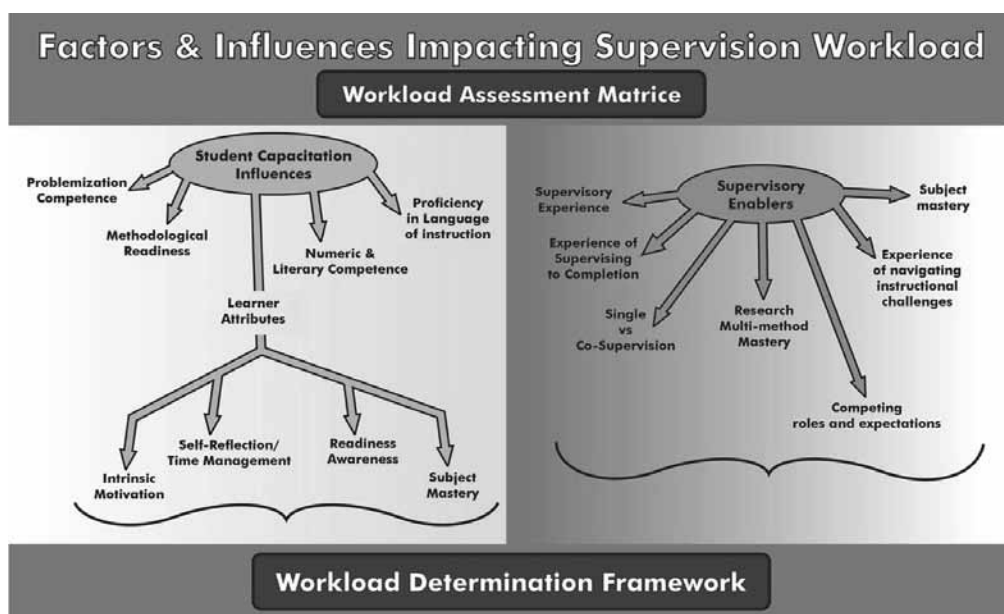 Factors & Influences Impacting Supervision Workload
Workload Assessment Matrice
Student Capacitation
Influences
Problemization
Competence
Methodological
Readiness
Numeric &
Literary Competence
Proficiency
in Language
of instruction
Learner
Attributes
Intrinsic
Motivation
Self-Reflection/
Time Management
Readiness
Awareness
Subject
Mastery
Supervisory
Enablers
Supervisory
Experience
Experience of
Supervising
to Completion
Single
vs
Co-Supervision
Research
Multi-method
Mastery
Competing
roles and expectations
Experience
of navigating
instructional
challenges
Subject
mastery
Workload Determination Framework